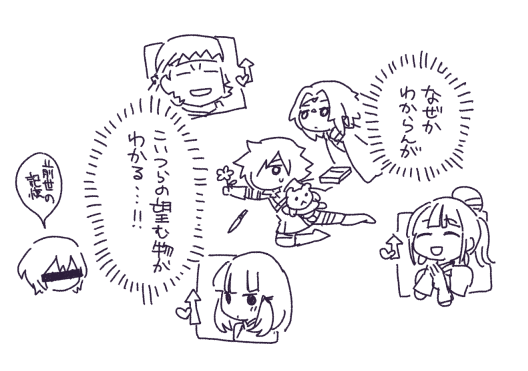 なぜか
わからんが
こいつらの望む物が
わかる…!!
↓前世の
記憶